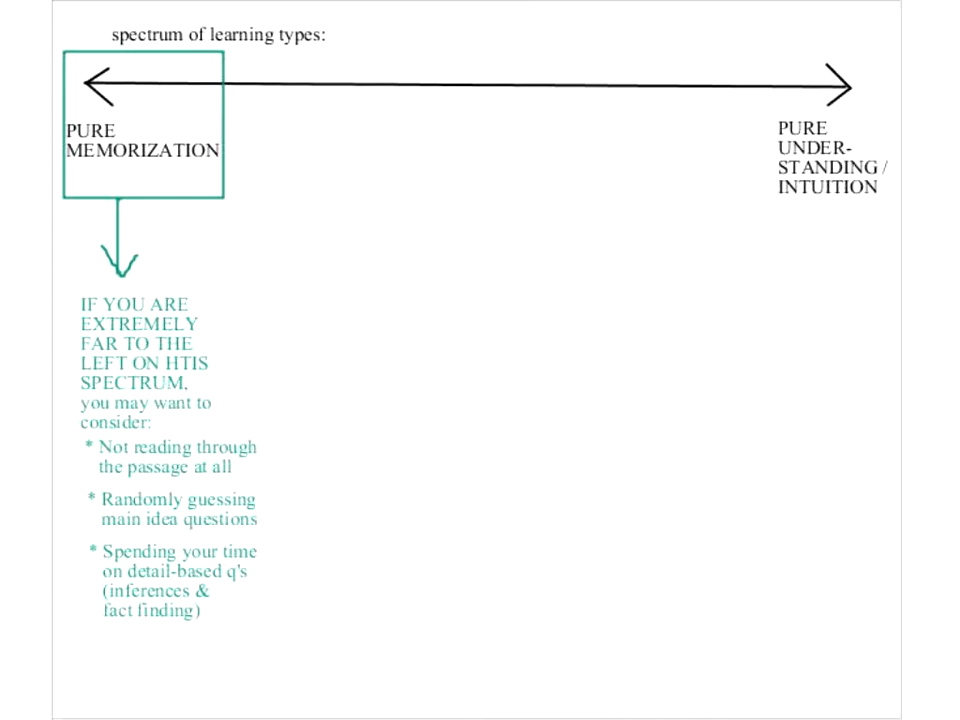 spectrum of learning types:
PURE
MEMORIZATION
PURE
UNDER-
STANDING /
INTUITION
IF YOU ARE
EXTREMELY
FAR TO THE
LEFT ON HTIS
SPECTRUM,
you may want to
consider:
* Not reading through
the passage at all
* Randomly guessing
main idea questions
* Spending your time
on detail-based q's
(inferences &
fact finding)